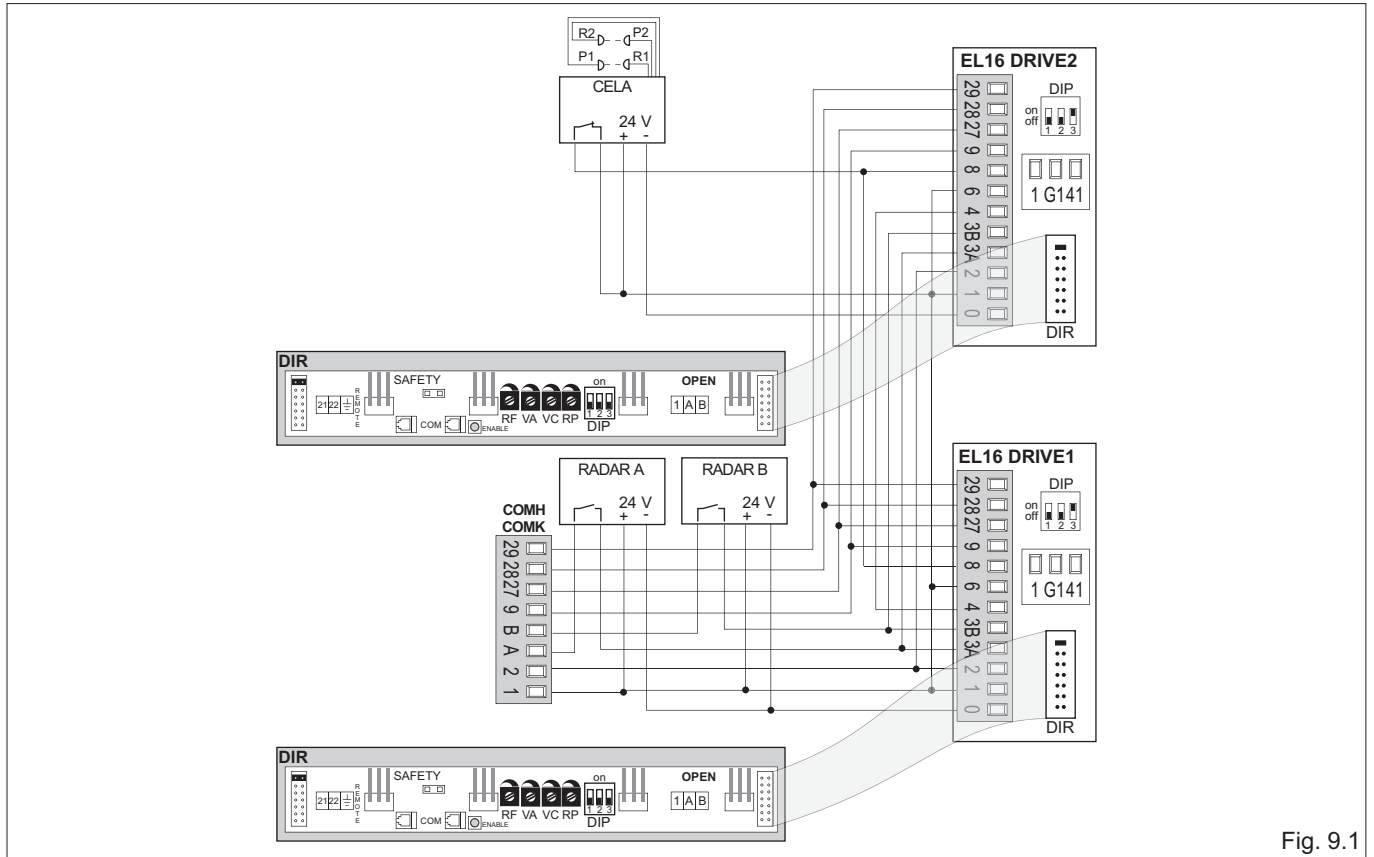 R2 P2
P1 R1
CELA
24 V
+ -
EL16 DRIVE2
29
28
27
9
8
6
4
3B
3A
2
1
0
DIP
on
off
1 2 3
1 G141
DIR
DIR
21 22
REMOTE
SAFETY
COM
ENABLE
RF VA VC RP
on
1 2 3
DIP
OPEN
1 A B
RADAR A
24 V
+ -
RADAR B
24 V
+ -
COMH
COMK
29
28
27
9
B
A
2
1
EL16 DRIVE1
29
28
27
9
8
6
4
3B
3A
2
1
0
DIP
on
off
1 2 3
1 G141
DIR
DIR
21 22
REMOTE
SAFETY
COM
ENABLE
RF VA VC RP
on
1 2 3
DIP
OPEN
1 A B
Fig. 9.1